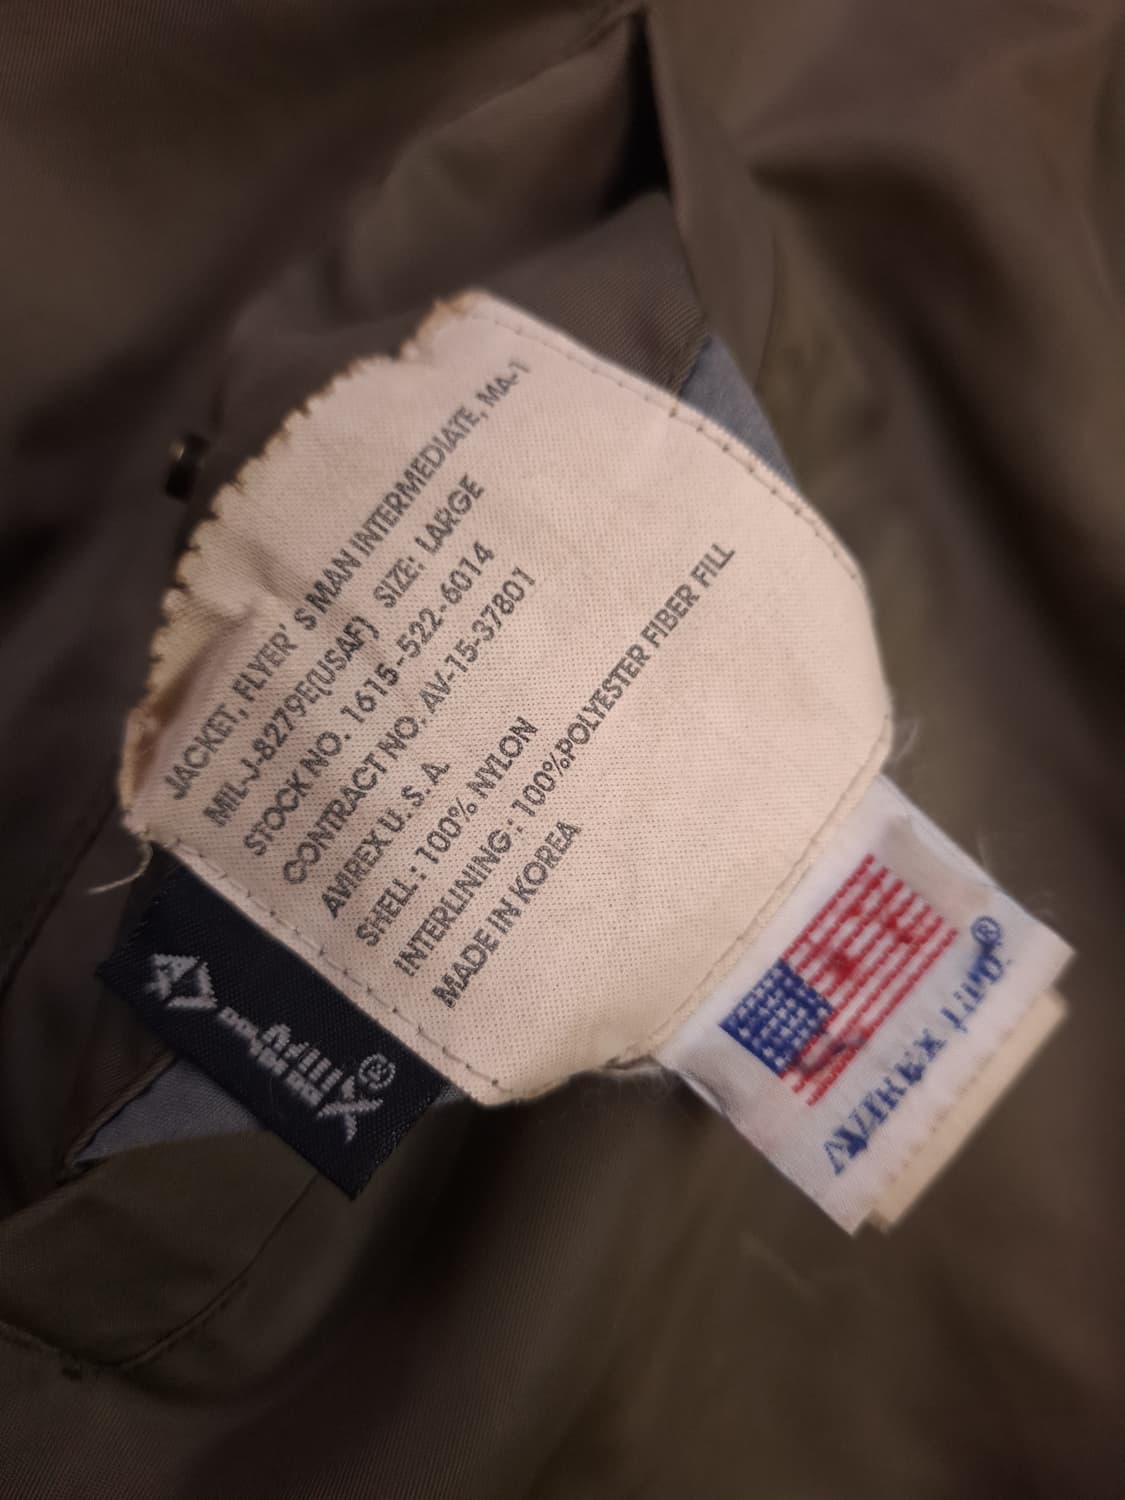 JACKET, FLYER' S MAN INTERMEDIATE, MA-1
MIL-J-8279E(USAF) SIZE: LARGE
STOCK NO. 1615-522-6014
CONTRACT NO. AV-15-37801
AVIREX U. S. A.
SHELL : 100% NYLON
INTERLINING : 100%POLYESTER FIBER FILL
MADE IN KOREA
AVIREX LTD.®